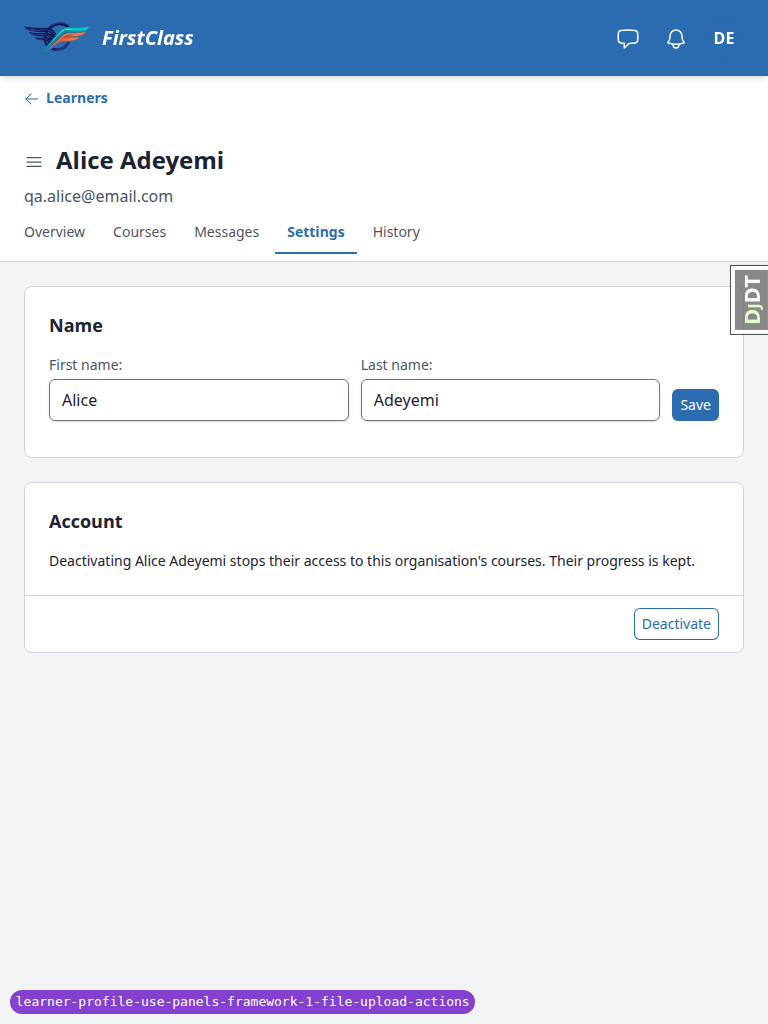 FirstClass
DE
Learners
Alice Adeyemi
qa.alice@email.com
Overview Courses Messages Settings History
DjDT
Name
First name: Last name:
Alice Adeyemi Save
Account
Deactivating Alice Adeyemi stops their access to this organisation's courses. Their progress is kept.
Deactivate
learner-profile-use-panels-framework-1-file-upload-actions